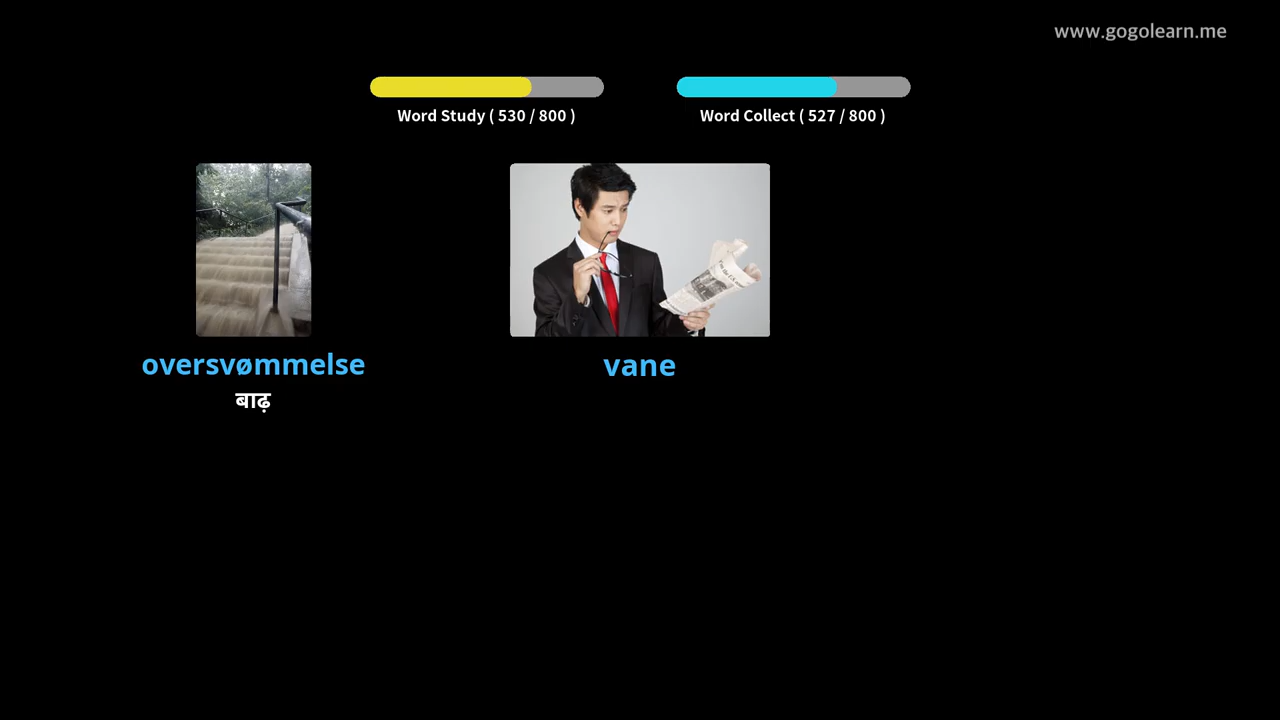 www.gogolearn.me
Word Study ( 530 / 800 )
Word Collect ( 527 / 800 )
oversvømmelse
vane
बाढ़